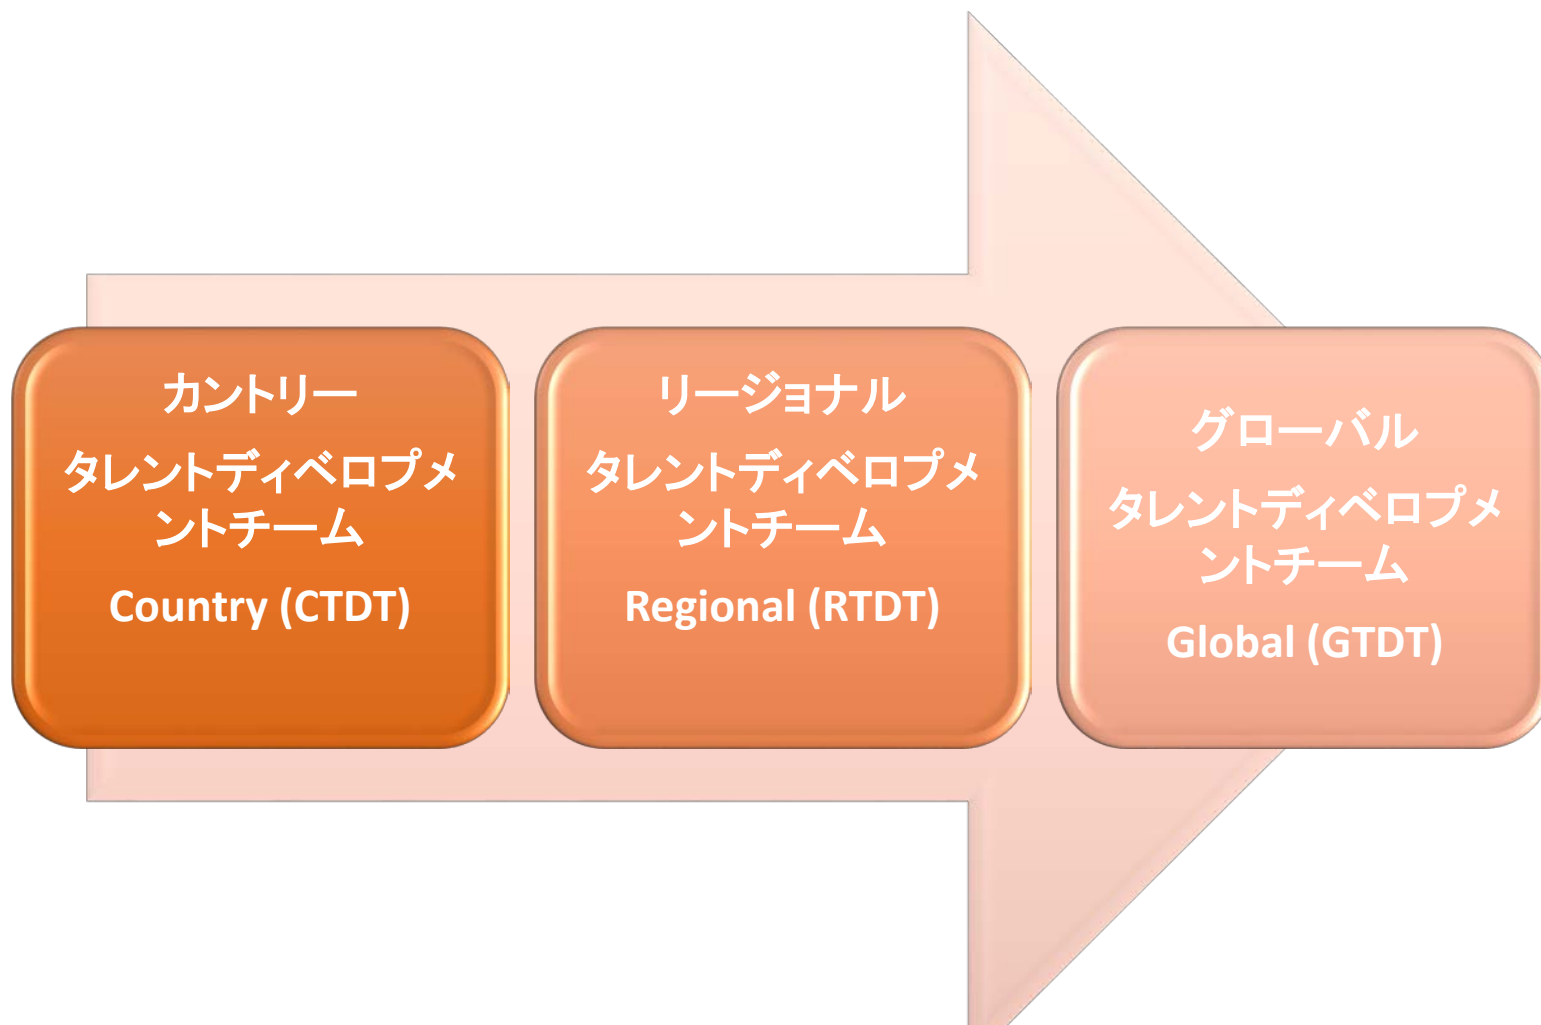 カントリー
タレントディベロプメ
ントチーム
Country (CTDT)
リージョナル
タレントディベロプメ
ントチーム
Regional (RTDT)
グローバル
タレントディベロプメ
ントチーム
Global (GTDT)